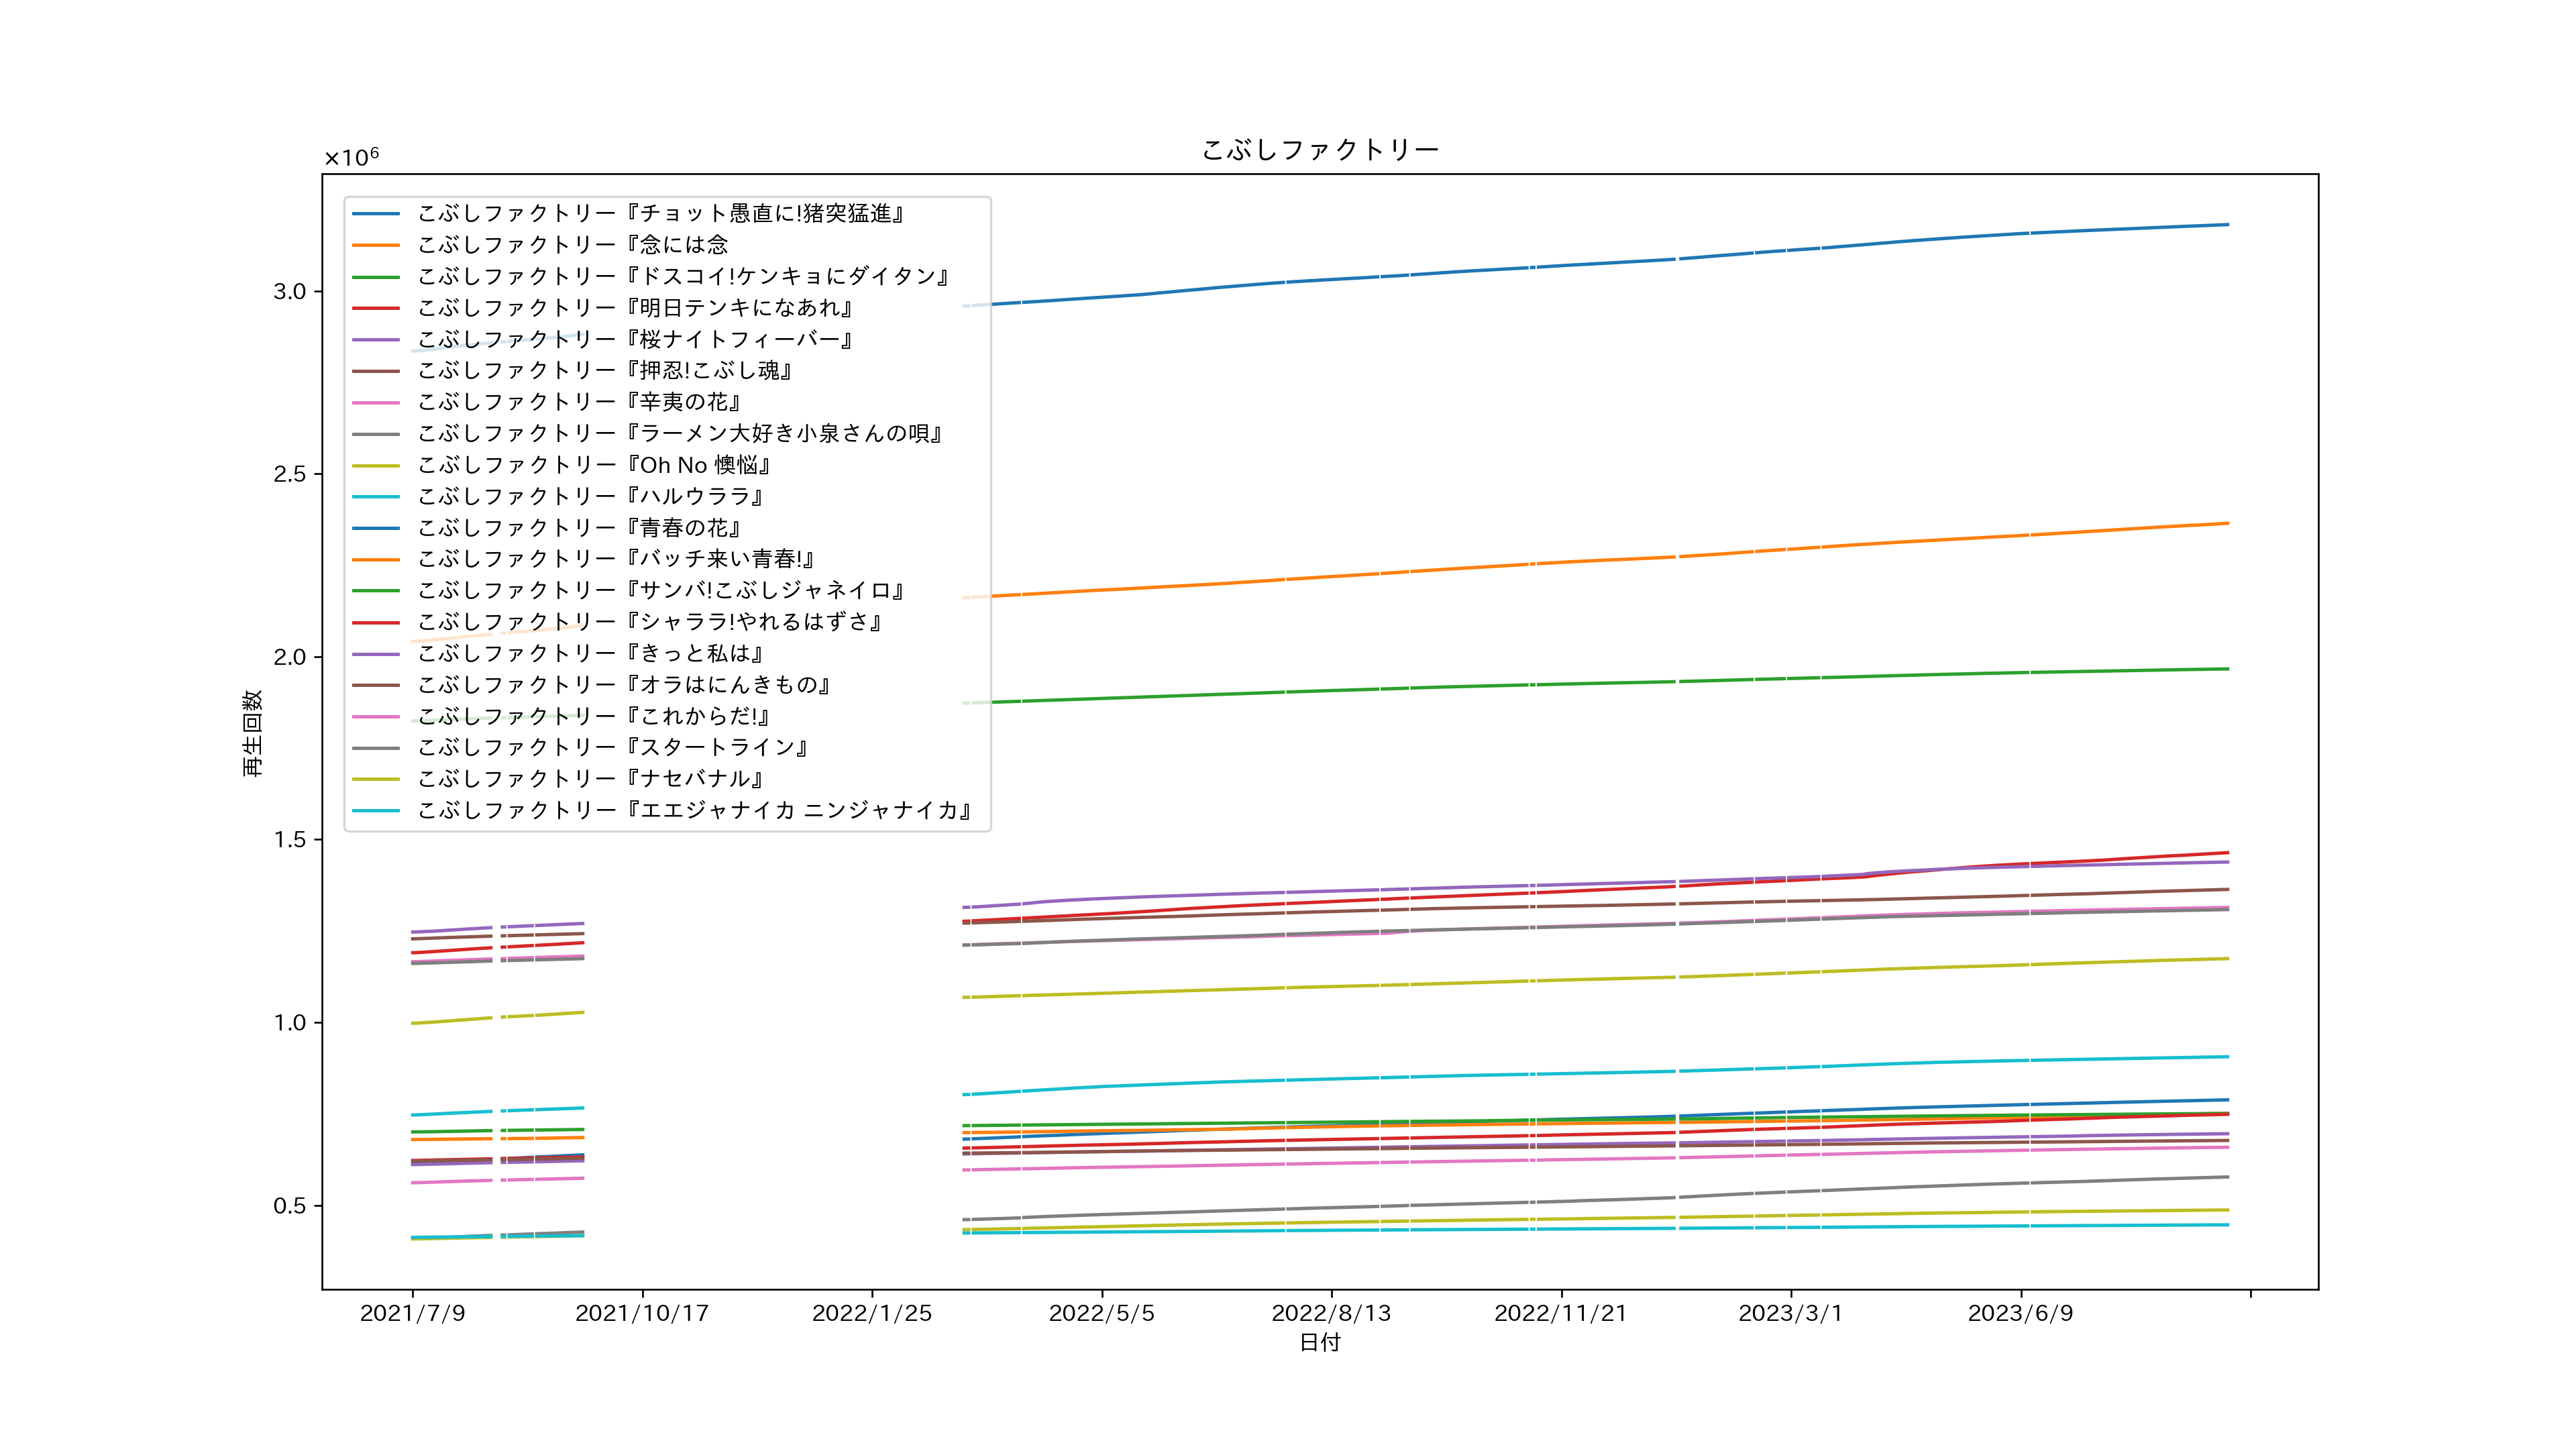 こぶしファクトリー
×10⁶
こぶしファクトリー『チョット愚直に!猪突猛進』
こぶしファクトリー『念には念
こぶしファクトリー『ドスコイ!ケンキョにダイタン』
こぶしファクトリー『明日テンキになあれ』
こぶしファクトリー『桜ナイトフィーバー』
こぶしファクトリー『押忍!こぶし魂』
こぶしファクトリー『辛夷の花』
こぶしファクトリー『ラーメン大好き小泉さんの唄』
こぶしファクトリー『Oh No 懊悩』
こぶしファクトリー『ハルウララ』
こぶしファクトリー『青春の花』
こぶしファクトリー『バッチ来い青春!』
こぶしファクトリー『サンバ!こぶしジャネイロ』
こぶしファクトリー『シャララ!やれるはずさ』
こぶしファクトリー『きっと私は』
こぶしファクトリー『オラはにんきもの』
こぶしファクトリー『これからだ!』
こぶしファクトリー『スタートライン』
こぶしファクトリー『ナセバナル』
こぶしファクトリー『エエジャナイカ ニンジャナイカ』
3.0
2.5
2.0
1.5
1.0
0.5
再生回数
2021/7/9 2021/10/17 2022/1/25 2022/5/5 2022/8/13 2022/11/21 2023/3/1 2023/6/9
日付